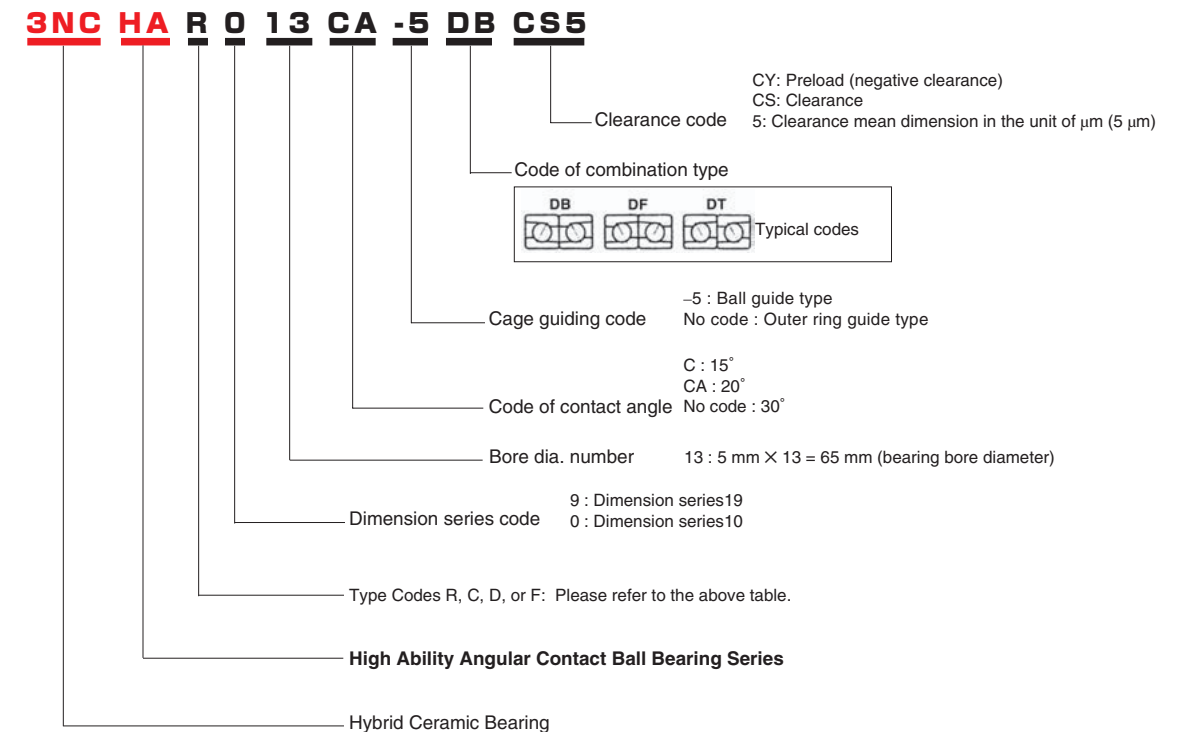 3NC HA R 0 13 CA -5 DB CS5
CY: Preload (negative clearance)
CS: Clearance
Clearance code 5: Clearance mean dimension in the unit of μm (5 μm)
Code of combination type
DB DF DT
Typical codes
–5 : Ball guide type
Cage guiding code No code : Outer ring guide type
C : 15˚
CA : 20˚
Code of contact angle No code : 30˚
Bore dia. number 13 : 5 mm × 13 = 65 mm (bearing bore diameter)
9 : Dimension series19
Dimension series code 0 : Dimension series10
Type Codes R, C, D, or F: Please refer to the above table.
High Ability Angular Contact Ball Bearing Series
Hybrid Ceramic Bearing